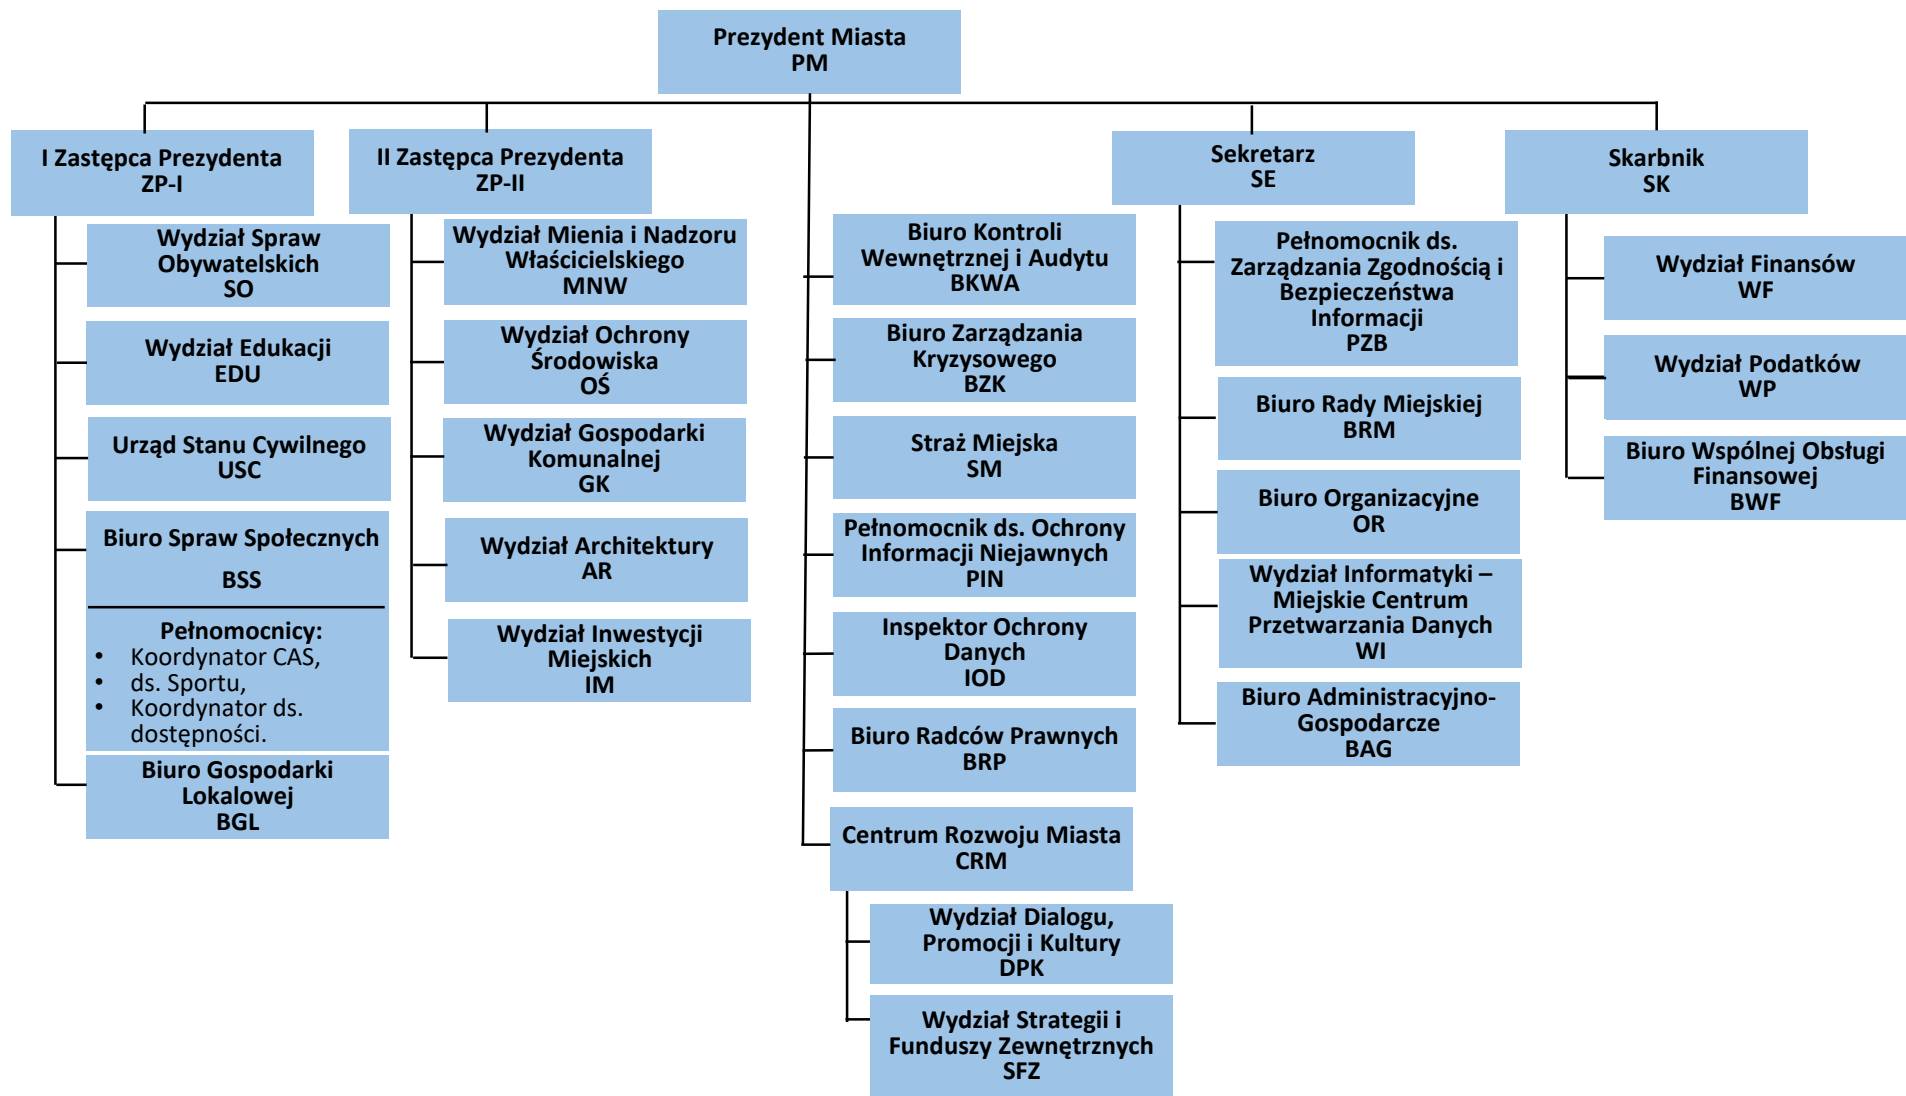 Prezydent Miasta
PM
I Zastępca Prezydenta
ZP-I
Wydział Spraw
Obywatelskich
SO
Wydział Edukacji
EDU
Urząd Stanu Cywilnego
USC
Biuro Spraw Społecznych
BSS
Pełnomocnicy:
• Koordynator CAS,
• ds. Sportu,
• Koordynator ds.
dostępności.
Biuro Gospodarki
Lokalowej
BGL
II Zastępca Prezydenta
ZP-II
Wydział Mienia i Nadzoru
Właścicielskiego
MNW
Wydział Ochrony
Środowiska
OŚ
Wydział Gospodarki
Komunalnej
GK
Wydział Architektury
AR
Wydział Inwestycji
Miejskich
IM
Biuro Kontroli
Wewnętrznej i Audytu
BKWA
Biuro Zarządzania
Kryzysowego
BZK
Straż Miejska
SM
Pełnomocnik ds. Ochrony
Informacji Niejawnych
PIN
Inspektor Ochrony
Danych
IOD
Biuro Radców Prawnych
BRP
Centrum Rozwoju Miasta
CRM
Wydział Dialogu,
Promocji i Kultury
DPK
Wydział Strategii i
Funduszy Zewnętrznych
SFZ
Sekretarz
SE
Pełnomocnik ds.
Zarządzania Zgodnością i
Bezpieczeństwa
Informacji
PZB
Biuro Rady Miejskiej
BRM
Biuro Organizacyjne
OR
Wydział Informatyki –
Miejskie Centrum
Przetwarzania Danych
WI
Biuro Administracyjno-
Gospodarcze
BAG
Skarbnik
SK
Wydział Finansów
WF
Wydział Podatków
WP
Biuro Wspólnej Obsługi
Finansowej
BWF